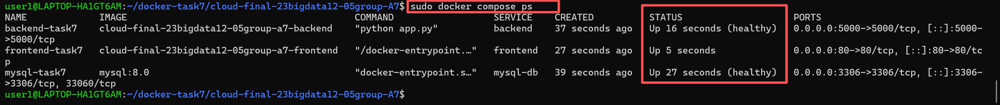 user1@LAPTOP-HA1GT6AM:~/docker-task7/cloud-final-23bigdata12-05group-A7$ sudo docker compose ps
NAME IMAGE COMMAND SERVICE CREATED STATUS PORTS
backend-task7 cloud-final-23bigdata12-05group-a7-backend "python app.py" backend 37 seconds ago Up 16 seconds (healthy) 0.0.0.0:5000->5000/tcp, [::]:5000-
>5000/tcp
frontend-task7 cloud-final-23bigdata12-05group-a7-frontend "/docker-entrypoint.…" frontend 27 seconds ago Up 5 seconds 0.0.0.0:80->80/tcp, [::]:80->80/tc
p
mysql-task7 mysql:8.0 "docker-entrypoint.s…" mysql-db 39 seconds ago Up 27 seconds (healthy) 0.0.0.0:3306->3306/tcp, [::]:3306-
>3306/tcp, 33060/tcp
user1@LAPTOP-HA1GT6AM:~/docker-task7/cloud-final-23bigdata12-05group-A7$